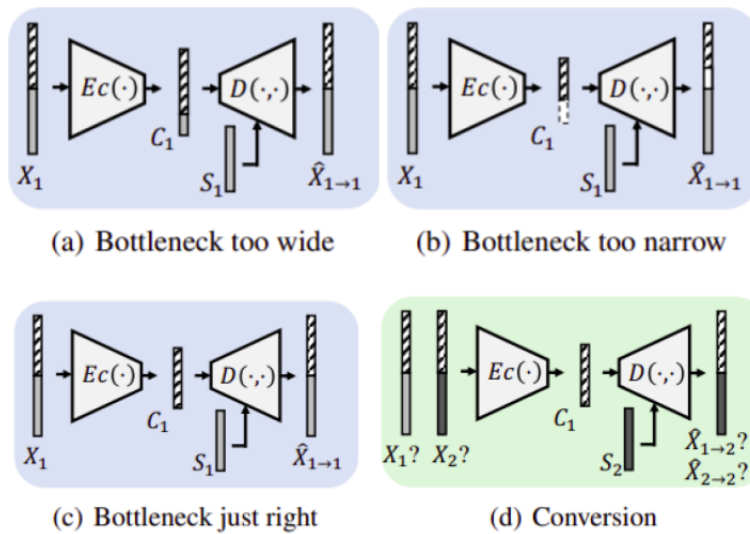 Ec(·)
D(·,·)
C₁
X₁
S₁
X̂₁→₁
(a) Bottleneck too wide
Ec(·)
D(·,·)
C₁
X₁
S₁
X̂₁→₁
(b) Bottleneck too narrow
Ec(·)
D(·,·)
C₁
X₁
S₁
X̂₁→₁
(c) Bottleneck just right
Ec(·)
D(·,·)
C₁
X₁? X₂?
S₂
X̂₁→₂?
X̂₂→₂?
(d) Conversion